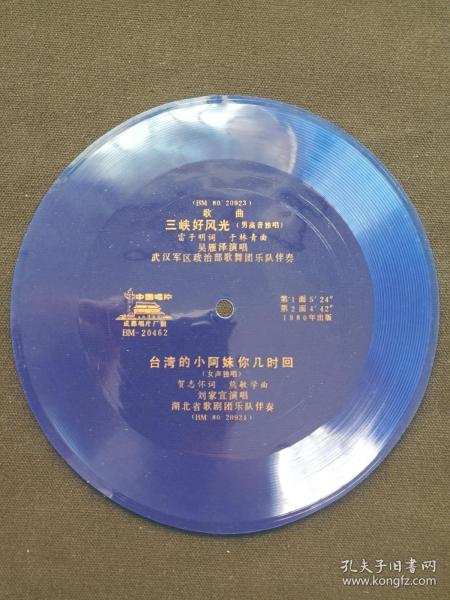 (BM 80/20923)
歌 曲
三峡好风光(男高音独唱)
雷子明词 于林青曲
吴雁泽演唱
武汉军区政治部歌舞团乐队伴奏
中国唱片
成都唱片厂制
BM-20462
第1面5′24″
第2面4′42″
1980年出版
台湾的小阿妹你几时回
(女声独唱)
贺志怀词 熊敏学曲
刘家宜演唱
湖北省歌剧团乐队伴奏
(BM 80/20924)
孔夫子旧书网
www.kongfz.com